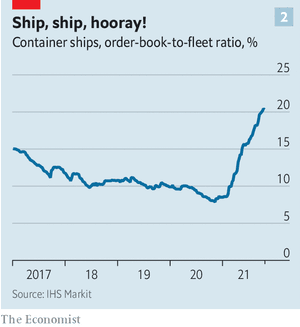 Ship, ship, hooray!
2
Container ships, order-book-to-fleet ratio, %
25
20
15
10
5
0
2017 18 19 20 21
Source: IHS Markit
The Economist